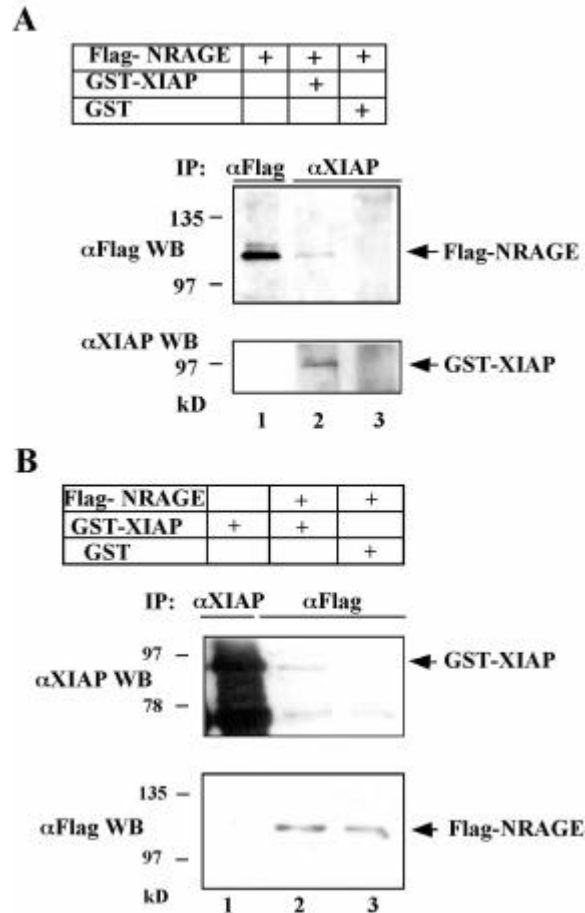 A
Flag- NRAGE + + +
GST-XIAP +
GST +
IP: αFlag αXIAP
135
αFlag WB Flag-NRAGE
97
αXIAP WB
97 GST-XIAP
kD 1 2 3
B
Flag- NRAGE + +
GST-XIAP + +
GST +
IP: αXIAP αFlag
97 GST-XIAP
αXIAP WB
78
135
αFlag WB Flag-NRAGE
97
kD 1 2 3